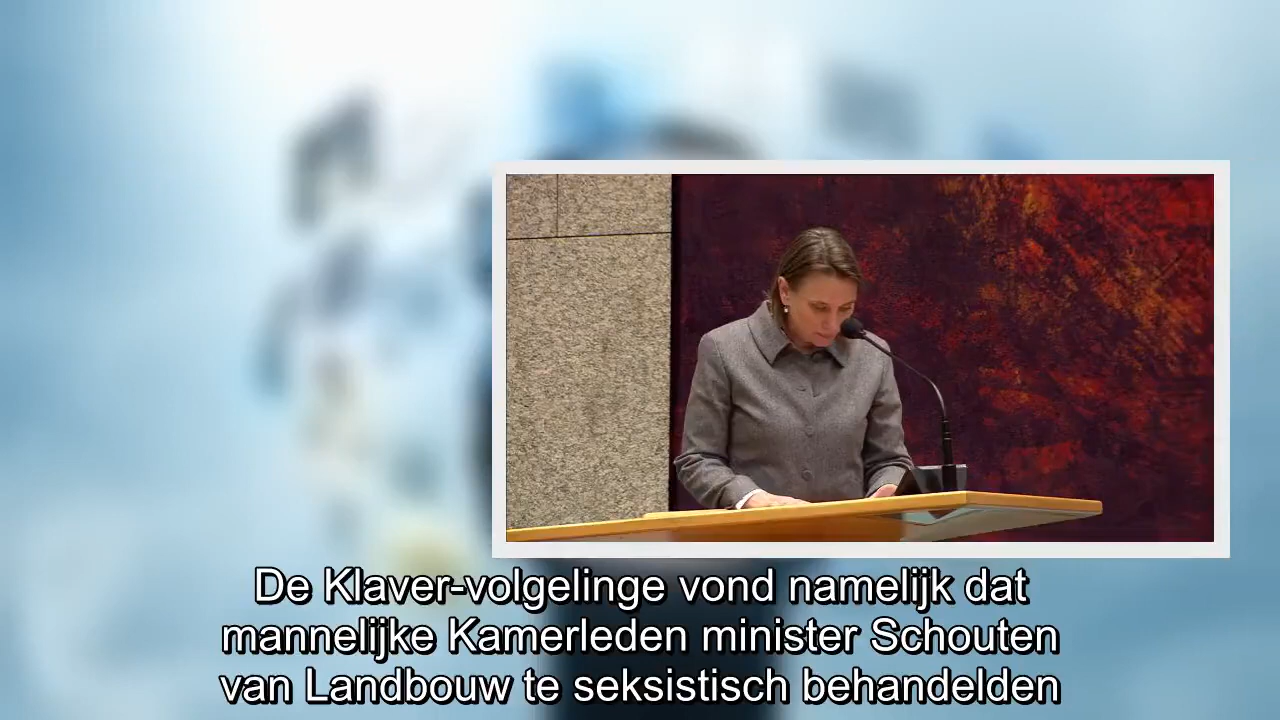 De Klaver-volgelinge vond namelijk dat
mannelijke Kamerleden minister Schouten
van Landbouw te seksistisch behandelden